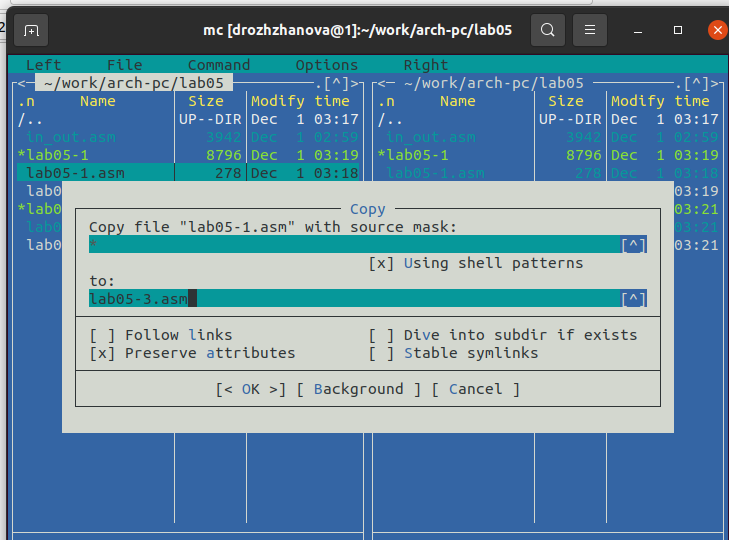 2
mc [drozhzhanova@1]:~/work/arch-pc/lab05
Left File Command Options Right
<─ ~/work/arch-pc/lab05 .[^]> <─ ~/work/arch-pc/lab05 ─.[^]>
.n Name Size Modify time .n Name Size Modify time
/.. UP--DIR Dec 1 03:17 /.. UP--DIR Dec 1 03:17
in_out.asm 3942 Dec 1 02:59 in_out.asm 3942 Dec 1 02:59
*lab05-1 8796 Dec 1 03:19 *lab05-1 8796 Dec 1 03:19
lab05-1.asm 278 Dec 1 03:18 lab05-1.asm 278 Dec 1 03:18
lab0 03:19
*lab0 03:21
lab0 03:21
lab0 03:21
Copy
Copy file "lab05-1.asm" with source mask:
* [^]
[x] Using shell patterns
to:
lab05-3.asm [^]
[ ] Follow links [ ] Dive into subdir if exists
[x] Preserve attributes [ ] Stable symlinks
[< OK >] [ Background ] [ Cancel ]